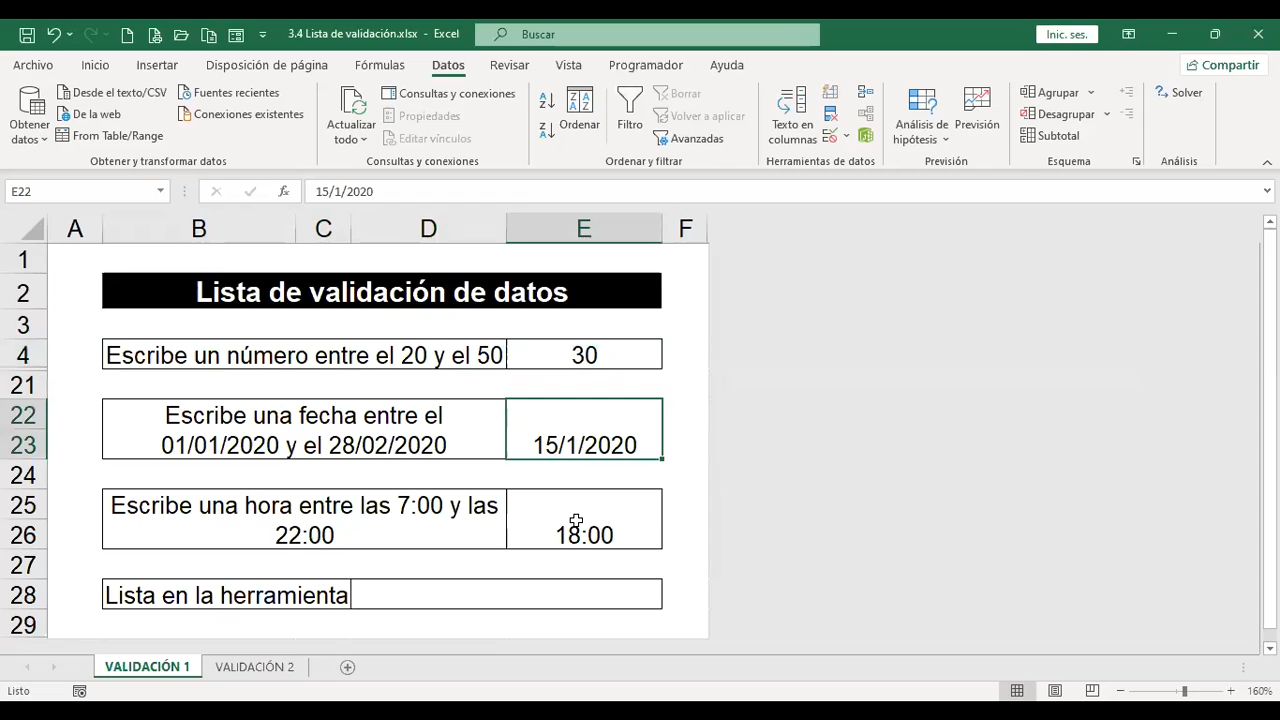 3.4 Lista de validación.xlsx - Excel
Buscar
Inic. ses.
Archivo Inicio Insertar Disposición de página Fórmulas Datos Revisar Vista Programador Ayuda
Compartir
Obtener datos
Desde el texto/CSV
De la web
From Table/Range
Fuentes recientes
Conexiones existentes
Obtener y transformar datos
Actualizar todo
Consultas y conexiones
Propiedades
Editar vínculos
Consultas y conexiones
Ordenar
Filtro
Borrar
Volver a aplicar
Avanzadas
Ordenar y filtrar
Texto en columnas
Herramientas de datos
Análisis de hipótesis
Previsión
Previsión
Agrupar
Desagrupar
Subtotal
Esquema
Solver
Análisis
E22 fx 15/1/2020
A B C D E F
1
2 Lista de validación de datos
3
4 Escribe un número entre el 20 y el 50 30
21
22 Escribe una fecha entre el
23 01/01/2020 y el 28/02/2020 15/1/2020
24
25 Escribe una hora entre las 7:00 y las
26 22:00 18:00
27
28 Lista en la herramienta
29
VALIDACIÓN 1 VALIDACIÓN 2
Listo 160%